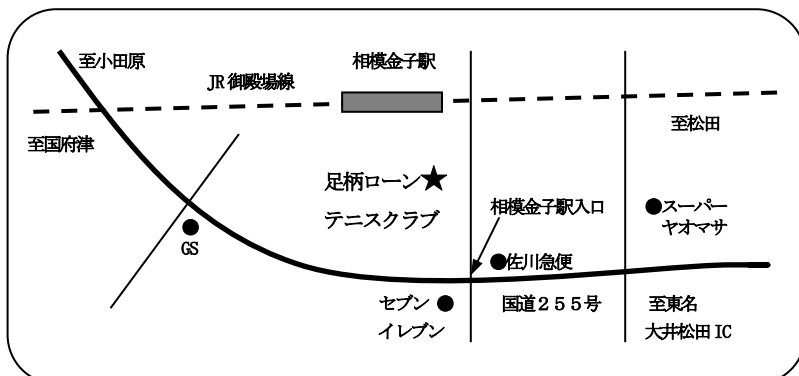 至小田原
相模金子駅
JR 御殿場線
至国府津
至松田
足柄ローン★
テニスクラブ
相模金子駅入口
●スーパー
ヤオマサ
●
GS
●佐川急便
セブン ●
イレブン
国道２５５号
至東名
大井松田 IC